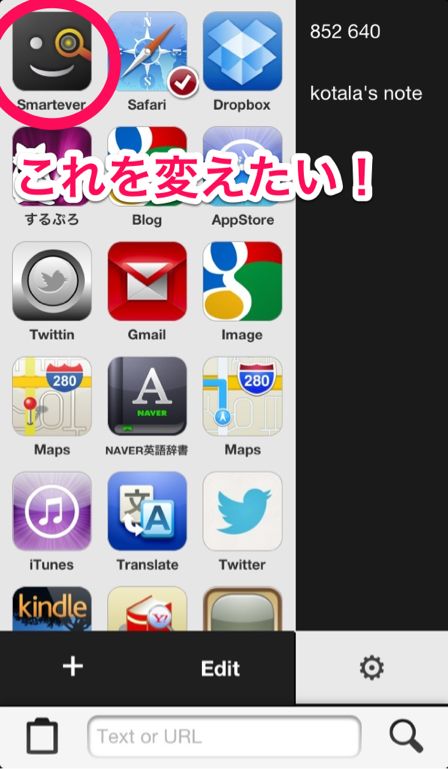 852 640
kotala's note
Smartever
Safari
Dropbox
これを変えたい！
するぷろ
Blog
AppStore
Twittin
Gmail
Image
280
A
NAVER
280
Maps
NAVER英語辞書
Maps
文
A
iTunes
Translate
Twitter
kindle
Y!
+
Edit
Text or URL